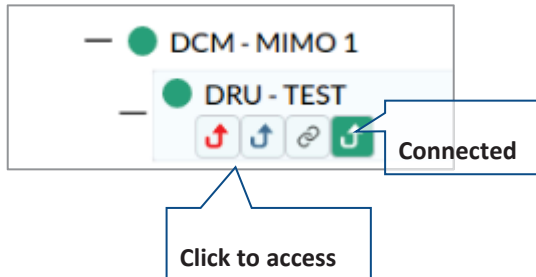 DCM - MIMO 1
DRU - TEST
Connected
Click to access